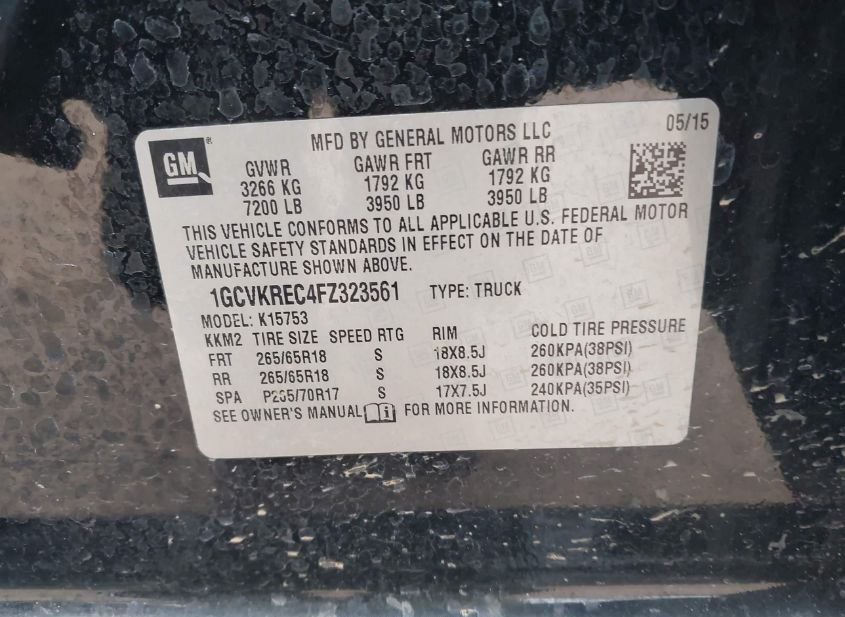 GM
MFD BY GENERAL MOTORS LLC 05/15
GVWR GAWR FRT GAWR RR
3266 KG 1792 KG 1792 KG
7200 LB 3950 LB 3950 LB
THIS VEHICLE CONFORMS TO ALL APPLICABLE U.S. FEDERAL MOTOR
VEHICLE SAFETY STANDARDS IN EFFECT ON THE DATE OF
MANUFACTURE SHOWN ABOVE.
1GCVKREC4FZ323561 TYPE: TRUCK
MODEL: K15753
KKM2 TIRE SIZE SPEED RTG RIM COLD TIRE PRESSURE
FRT 265/65R18 S 18X8.5J 260KPA(38PSI)
RR 265/65R18 S 18X8.5J 260KPA(38PSI)
SPA S 17X7.5J 240KPA(35PSI)
SEE OWNER'S MANUAL FOR MORE INFORMATION.